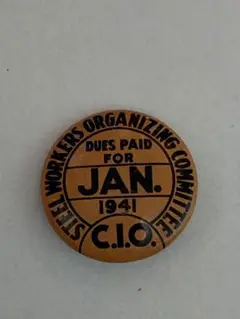 STEEL WORKERS ORGANIZING COMMITTEE
DUES PAID
FOR
JAN.
1941
C.I.O.